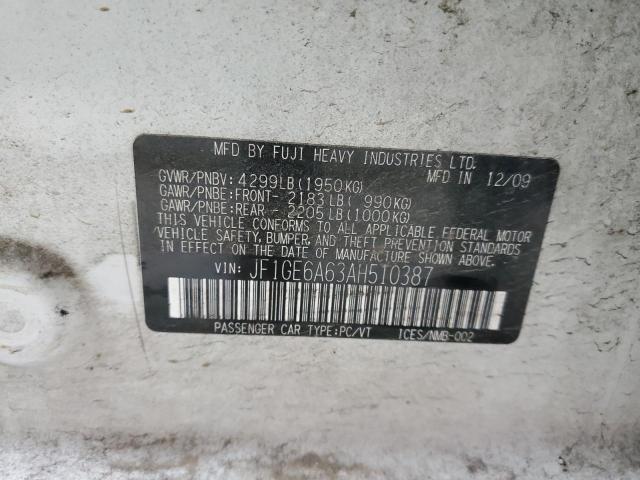 MFD BY FUJI HEAVY INDUSTRIES LTD.
MFD IN 12/09
GVWR/PNBV: 4299LB (1950KG)
GAWR/PNBE: FRONT- 2183LB ( 990KG)
GAWR/PNBE: REAR - 2205LB (1000KG)
THIS VEHICLE CONFORMS TO ALL APPLICABLE FEDERAL MOTOR
VEHICLE SAFETY, BUMPER, AND THEFT PREVENTION STANDARDS
IN EFFECT ON THE DATE OF MANUFACTURE SHOWN ABOVE.
VIN: JF1GE6A63AH510387
PASSENGER CAR TYPE:PC/VT ICES/NMB-002